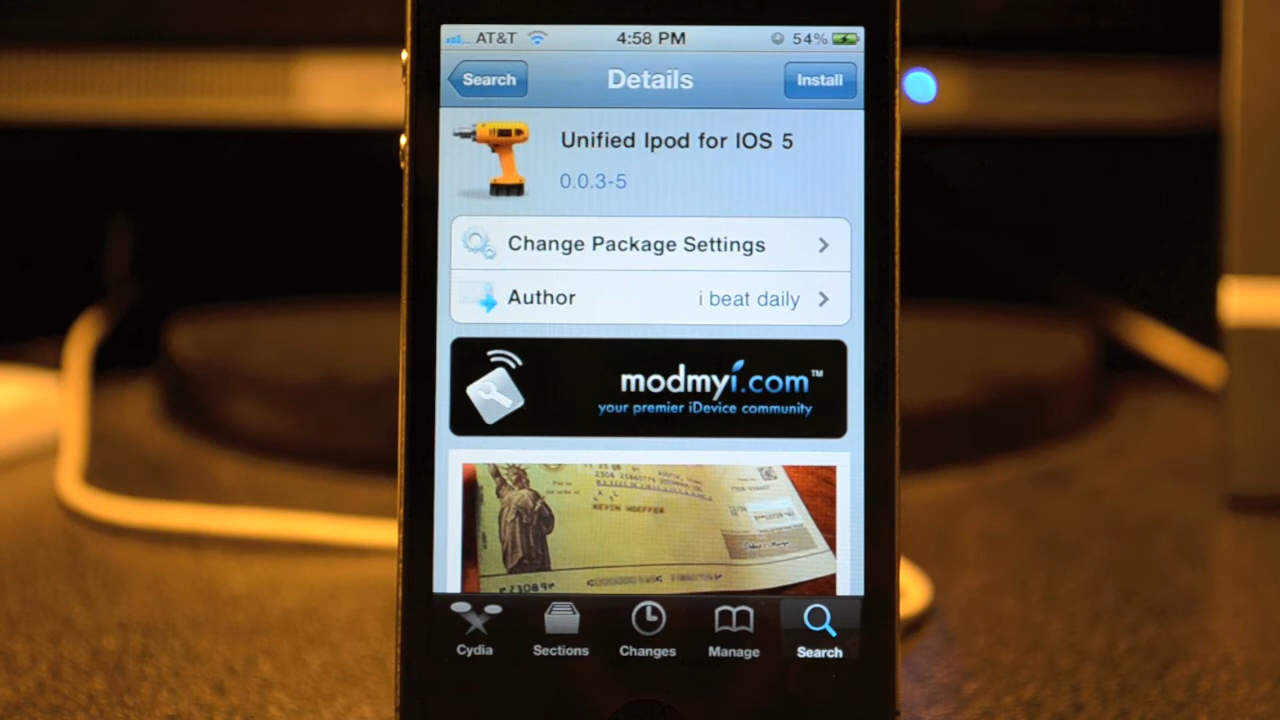 AT&T 4:58 PM 54%
Search Details Install
Unified Ipod for IOS 5
0.0.3-5
Change Package Settings
Author i beat daily
modmyi.com™
your premier iDevice community
KEVIN HOEFFER
Cydia Sections Changes Manage Search